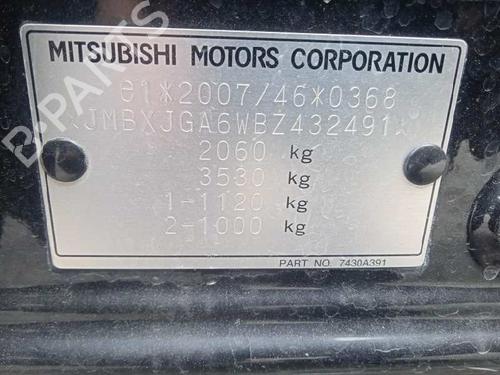 MITSUBISHI MOTORS CORPORATION
e1*2007/46*0368
*JMBXJGA6WBZ432491*
2060 kg
3530 kg
1-1120 kg
2-1000 kg
PART NO. 7430A391